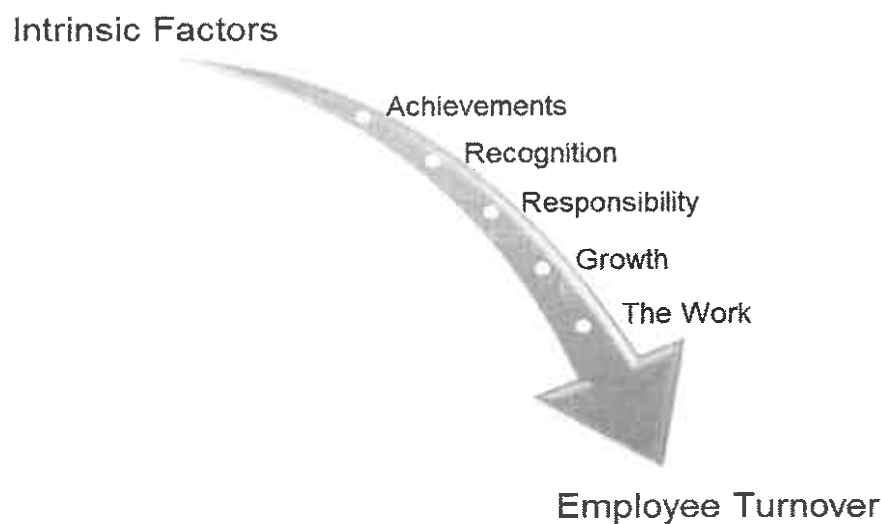 Intrinsic Factors
Achievements
Recognition
Responsibility
Growth
The Work
Employee Turnover